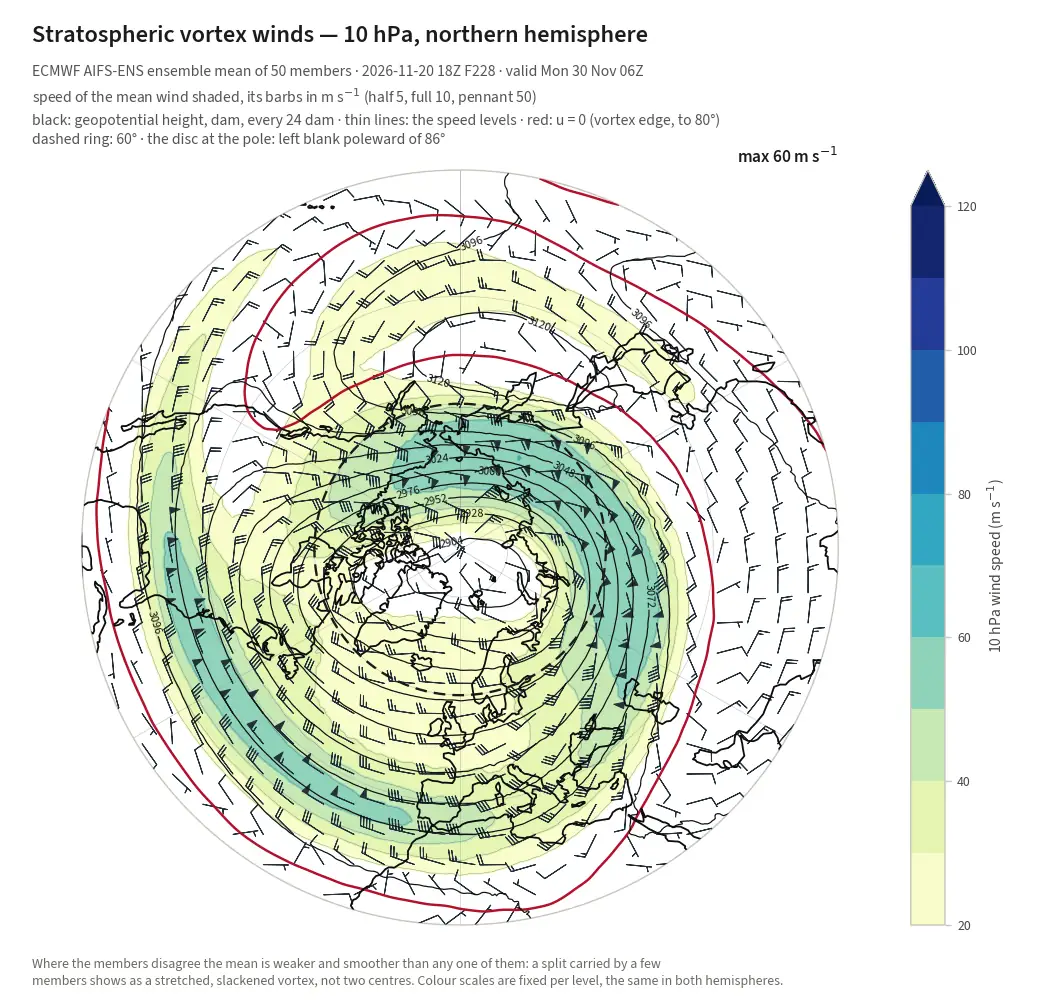 Stratospheric vortex winds — 10 hPa, northern hemisphere
ECMWF AIFS-ENS ensemble mean of 50 members · 2026-11-20 18Z F228 · valid Mon 30 Nov 06Z
speed of the mean wind shaded, its barbs in m s⁻¹ (half 5, full 10, pennant 50)
black: geopotential height, dam, every 24 dam · thin lines: the speed levels · red: u = 0 (vortex edge, to 80°)
dashed ring: 60° · the disc at the pole: left blank poleward of 86°
max 60 m s⁻¹
120
100
80
60
40
20
10 hPa wind speed (m s⁻¹)
3096
3120
3096
3120
3096
3024
3048
2976
2952
2928
2904
3072
3096
Where the members disagree the mean is weaker and smoother than any one of them: a split carried by a few
members shows as a stretched, slackened vortex, not two centres. Colour scales are fixed per level, the same in both hemispheres.